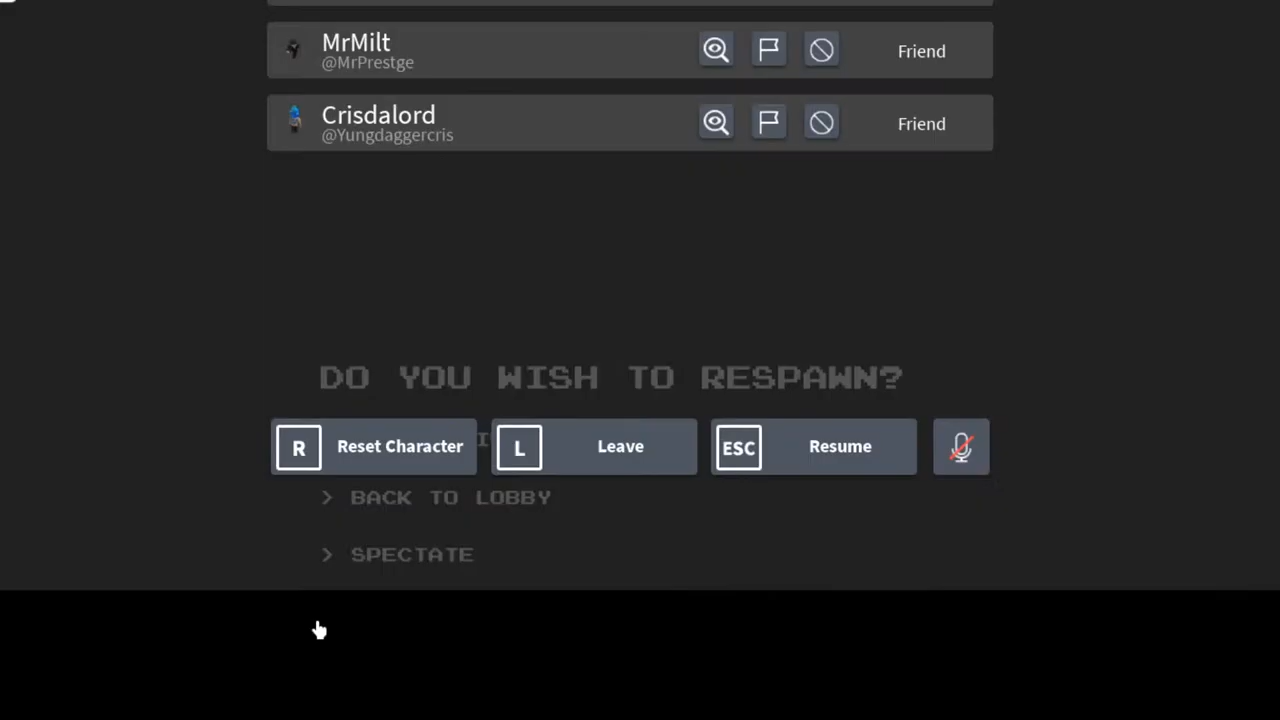 MrMilt
@MrPrestge
Friend
Crisdalord
@Yungdaggercris
Friend
DO YOU WISH TO RESPAWN?
R Reset Character L Leave ESC Resume
> BACK TO LOBBY
> SPECTATE